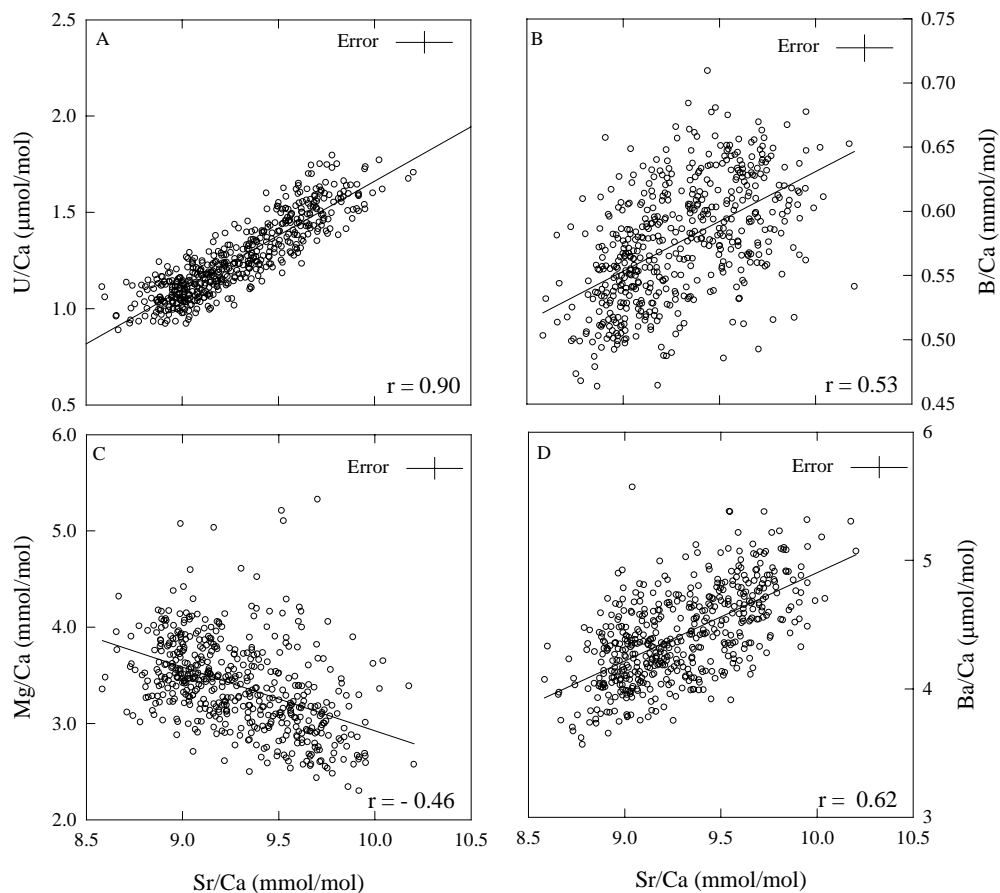 A
Error
2.5
2.0
1.5
1.0
0.5
U/Ca (μmol/mol)
r = 0.90
B
Error
0.75
0.70
0.65
0.60
0.55
0.50
0.45
B/Ca (nmol/mol)
r = 0.53
C
Error
6.0
5.0
4.0
3.0
2.0
Mg/Ca (mmol/mol)
r = - 0.46
8.5
9.0
9.5
10.0
10.5
Sr/Ca (mmol/mol)
D
Error
6
5
4
3
Ba/Ca (μmol/mol)
r = 0.62
8.5
9.0
9.5
10.0
10.5
Sr/Ca (mmol/mol)